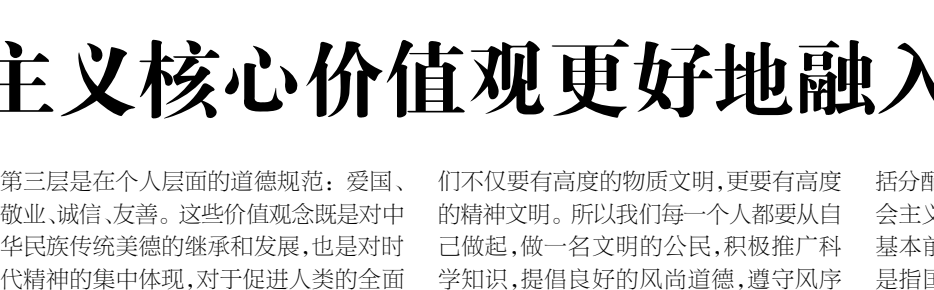 主义核心价值观更好地融入
第三层是在个人层面的道德规范：爱国、
敬业、诚信、友善。这些价值观念既是对中
华民族传统美德的继承和发展，也是对时
代精神的集中体现，对于促进人类的全面
们不仅要有高度的物质文明，更要有高度
的精神文明。所以我们每一个人都要从自
己做起，做一名文明的公民，积极推广科
学知识，提倡良好的风尚道德，遵守风序
括分配
会主义
基本前
是指国